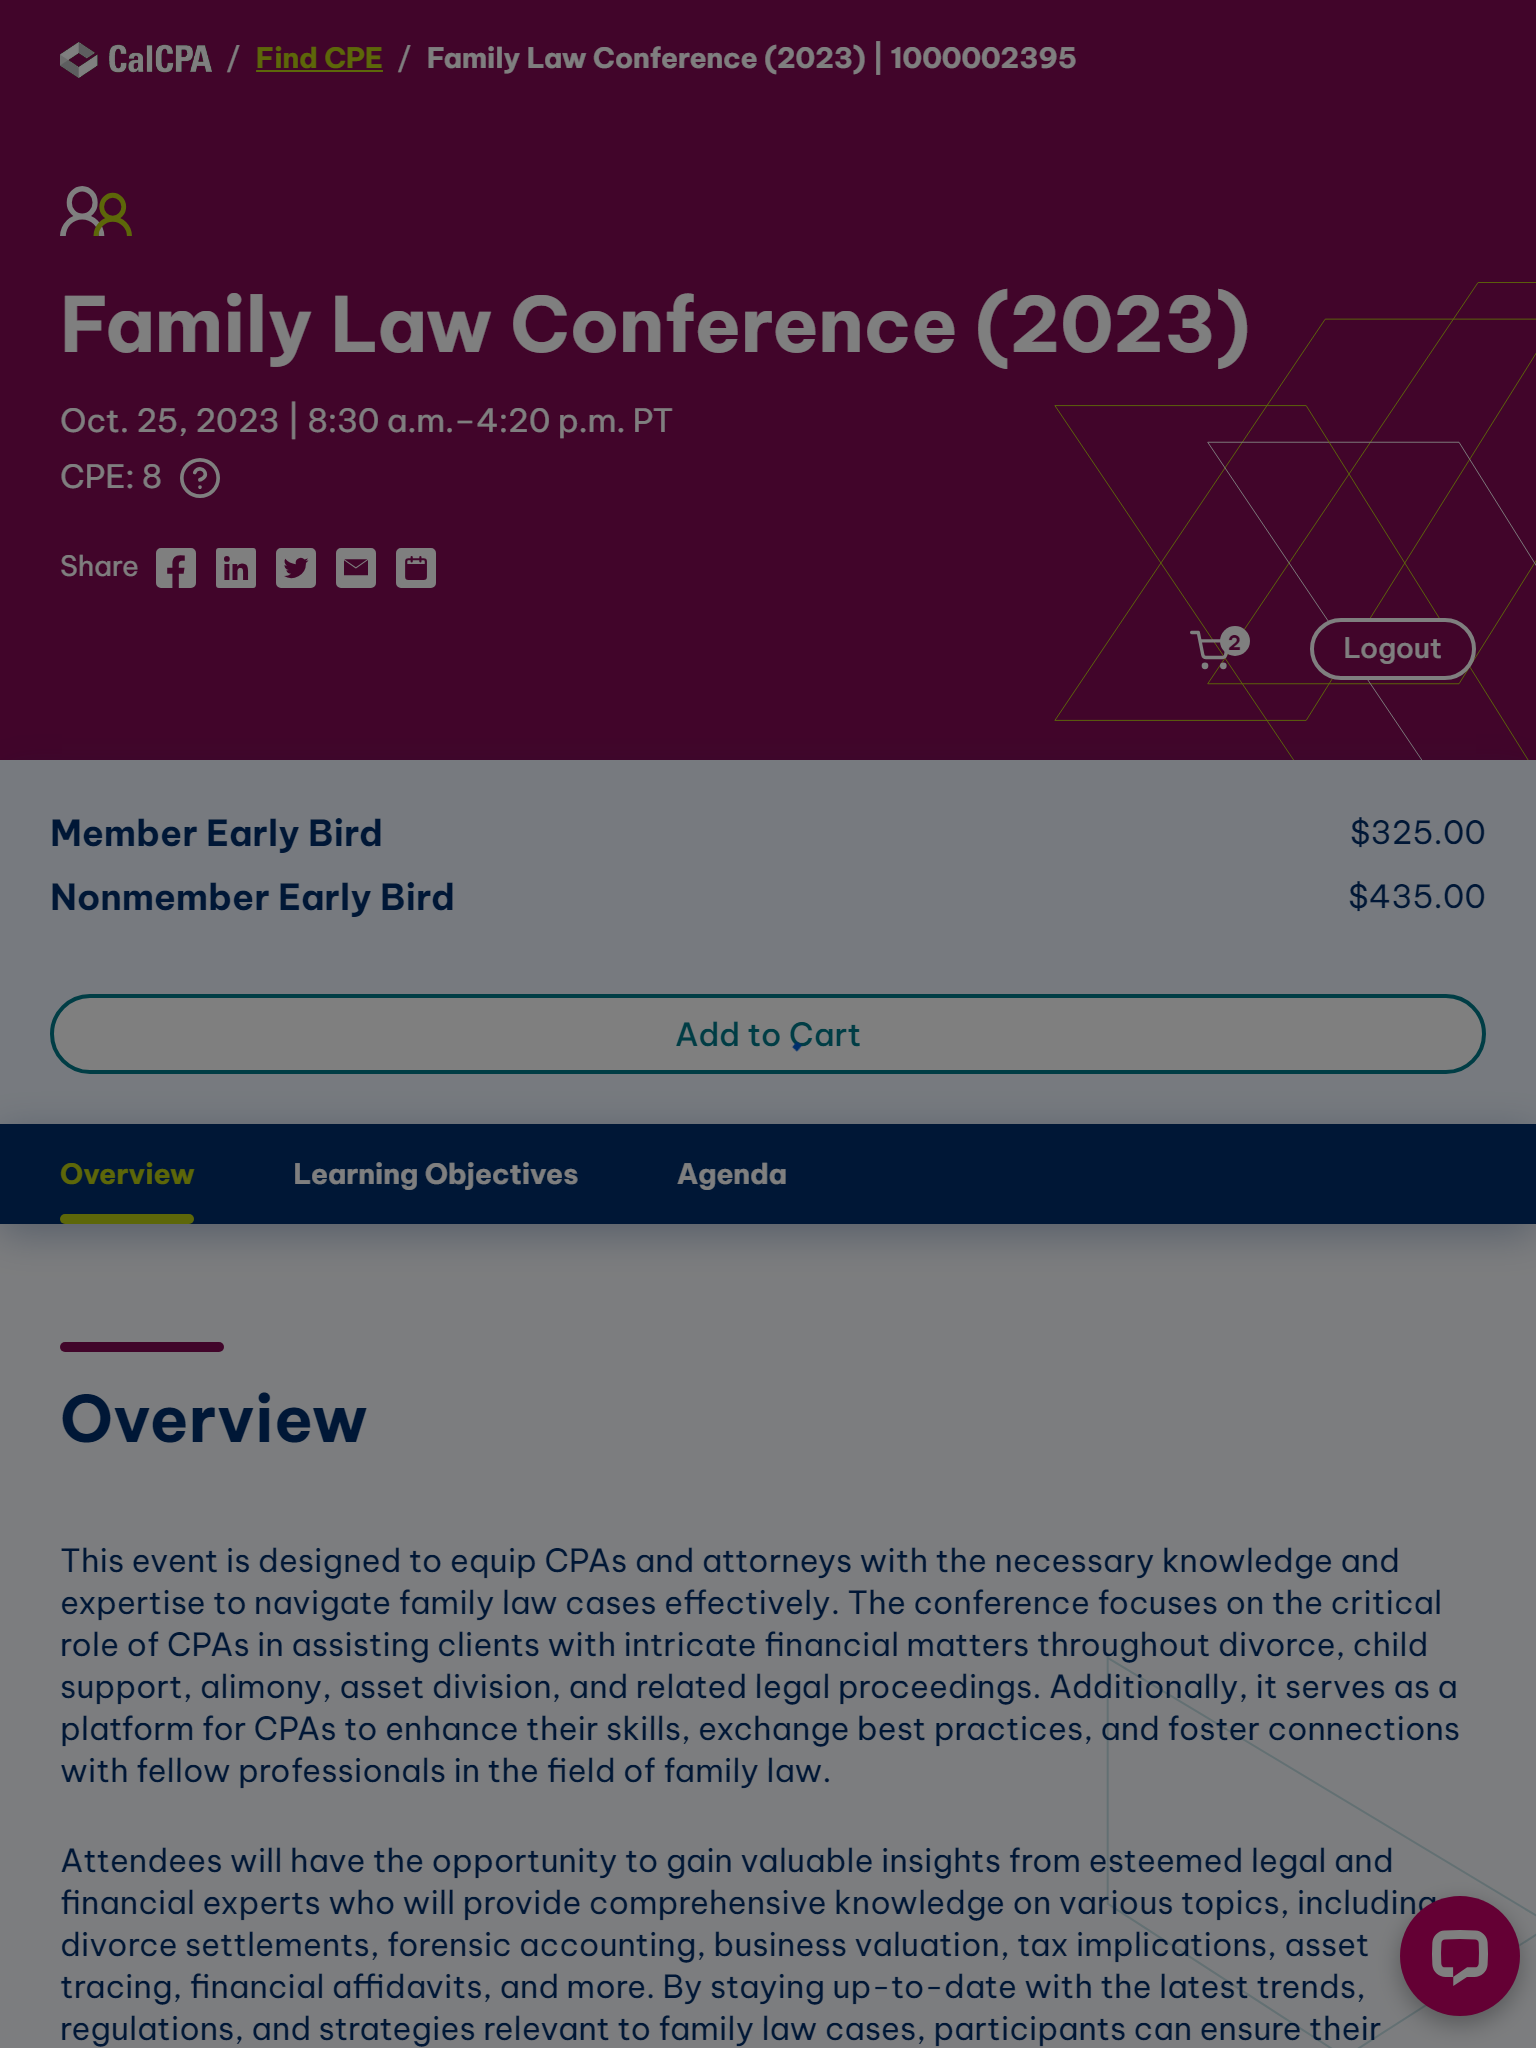 CalCPA / Find CPE / Family Law Conference (2023) | 1000002395
Family Law Conference (2023)
Oct. 25, 2023 | 8:30 a.m.–4:20 p.m. PT
CPE: 8 ?
Share
2
Logout
Member Early Bird $325.00
Nonmember Early Bird $435.00
Add to Cart
Overview Learning Objectives Agenda
Overview
This event is designed to equip CPAs and attorneys with the necessary knowledge and
expertise to navigate family law cases effectively. The conference focuses on the critical
role of CPAs in assisting clients with intricate financial matters throughout divorce, child
support, alimony, asset division, and related legal proceedings. Additionally, it serves as a
platform for CPAs to enhance their skills, exchange best practices, and foster connections
with fellow professionals in the field of family law.
Attendees will have the opportunity to gain valuable insights from esteemed legal and
financial experts who will provide comprehensive knowledge on various topics, including
divorce settlements, forensic accounting, business valuation, tax implications, asset
tracing, financial affidavits, and more. By staying up-to-date with the latest trends,
regulations, and strategies relevant to family law cases, participants can ensure their